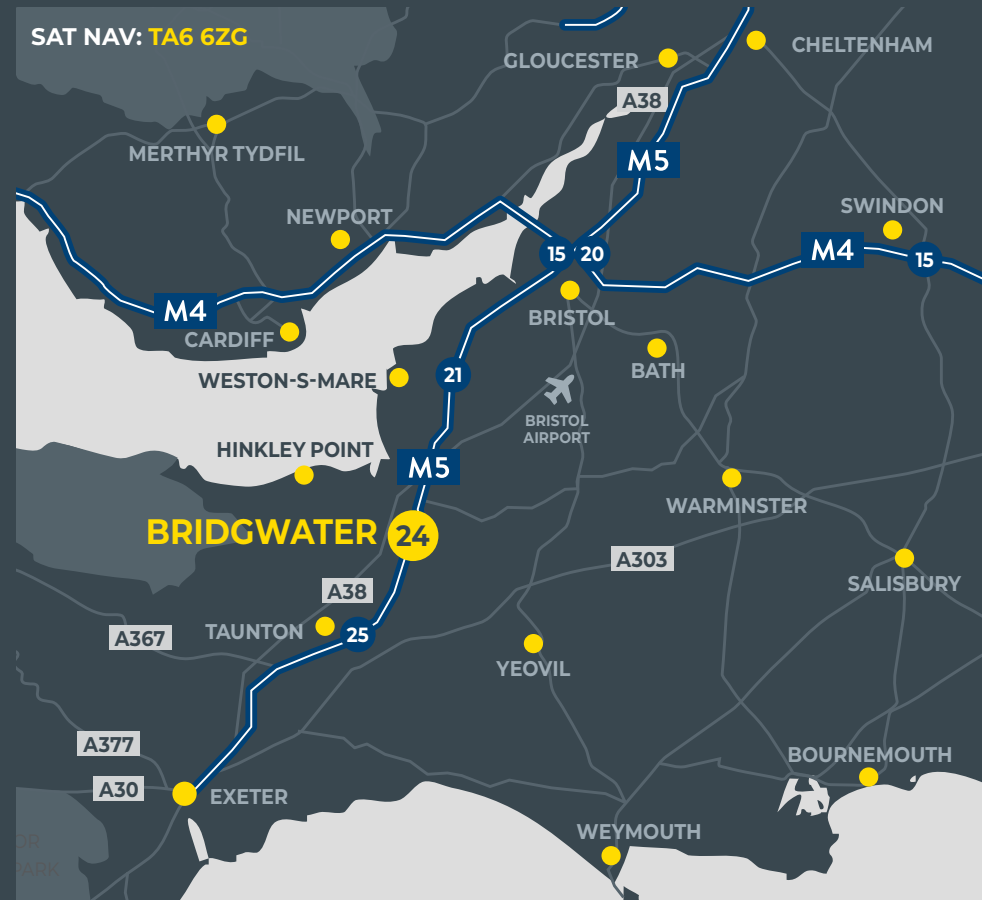 SAT NAV: TA6 6ZG
CHELTENHAM
GLOUCESTER
A38
MERTHYR TYDFIL
M5
SWINDON
NEWPORT
M4
15
20
15
M4
BRISTOL
CARDIFF
BATH
WESTON-S-MARE
21
BRISTOL
AIRPORT
HINKLEY POINT
M5
WARMINSTER
BRIDGWATER
24
A303
SALISBURY
A38
TAUNTON
25
A367
YEOVIL
A377
BOURNEMOUTH
A30
EXETER
WEYMOUTH
OR
PARK